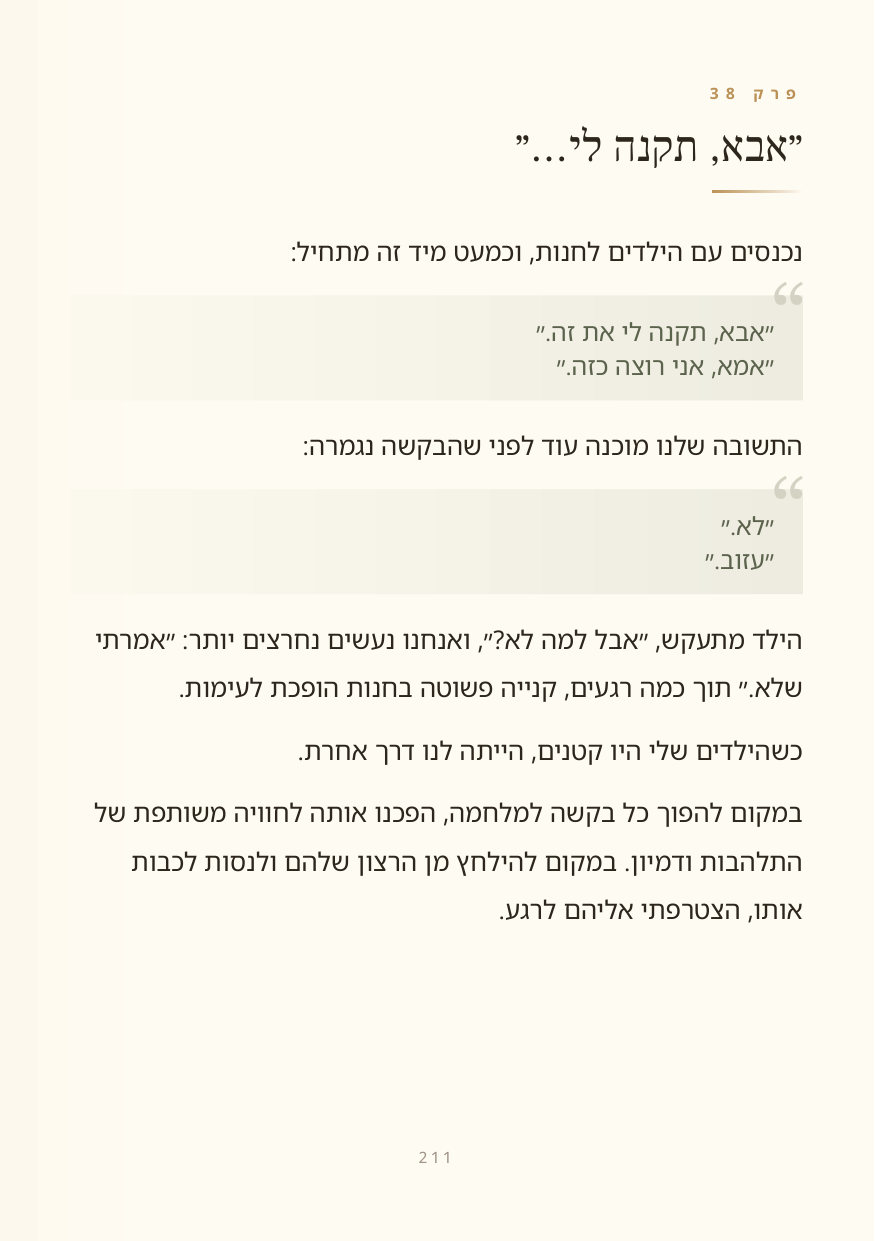 פרק 38
”אבא, תקנה לי…”
נכנסים עם הילדים לחנות, וכמעט מיד זה מתחיל:
“
״אבא, תקנה לי את זה.״
״אמא, אני רוצה כזה.״
התשובה שלנו מוכנה עוד לפני שהבקשה נגמרה:
“
״לא.״
״עזוב.״
הילד מתעקש, ״אבל למה לא?״, ואנחנו נעשים נחרצים יותר: ״אמרתי
שלא.״ תוך כמה רגעים, קנייה פשוטה בחנות הופכת לעימות.
כשהילדים שלי היו קטנים, הייתה לנו דרך אחרת.
במקום להפוך כל בקשה למלחמה, הפכנו אותה לחוויה משותפת של
התלהבות ודמיון. במקום להילחץ מן הרצון שלהם ולנסות לכבות
אותו, הצטרפתי אליהם לרגע.
211